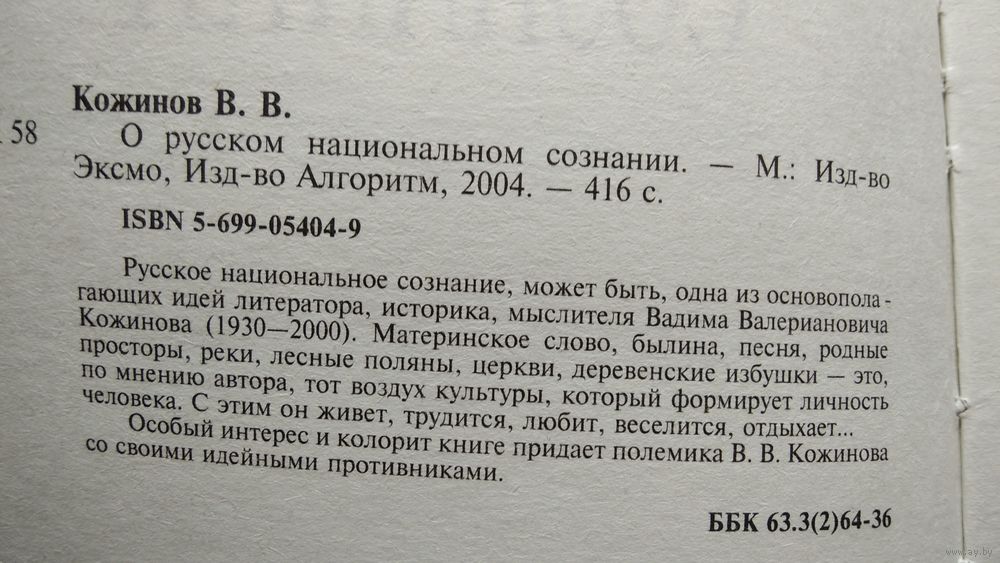 Кожинов В. В.
58
О русском национальном сознании. — М.: Изд-во
Эксмо, Изд-во Алгоритм, 2004. — 416 с.
ISBN 5-699-05404-9
Русское национальное сознание, может быть, одна из основопола-
гающих идей литератора, историка, мыслителя Вадима Валериановича
Кожинова (1930—2000). Материнское слово, былина, песня, родные
просторы, реки, лесные поляны, церкви, деревенские избушки — это,
по мнению автора, тот воздух культуры, который формирует личность
человека. С этим он живет, трудится, любит, веселится, отдыхает...
Особый интерес и колорит книге придает полемика В. В. Кожинова
со своими идейными противниками.
ББК 63.3(2)64-36
www.ay.by